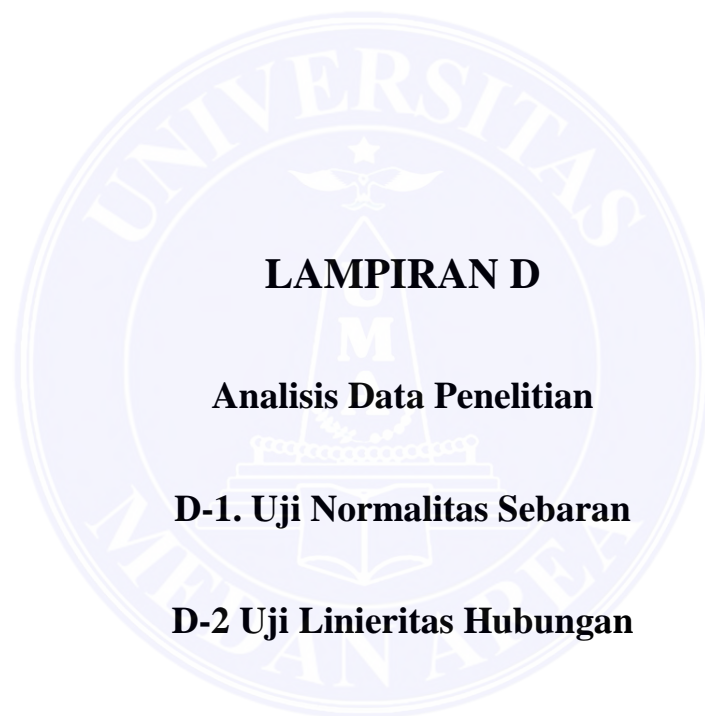 UNIVERSITAS
LAMPIRAN D
U
M
A
Analisis Data Penelitian
D-1. Uji Normalitas Sebaran
D-2 Uji Linieritas Hubungan
MEDAN AREA